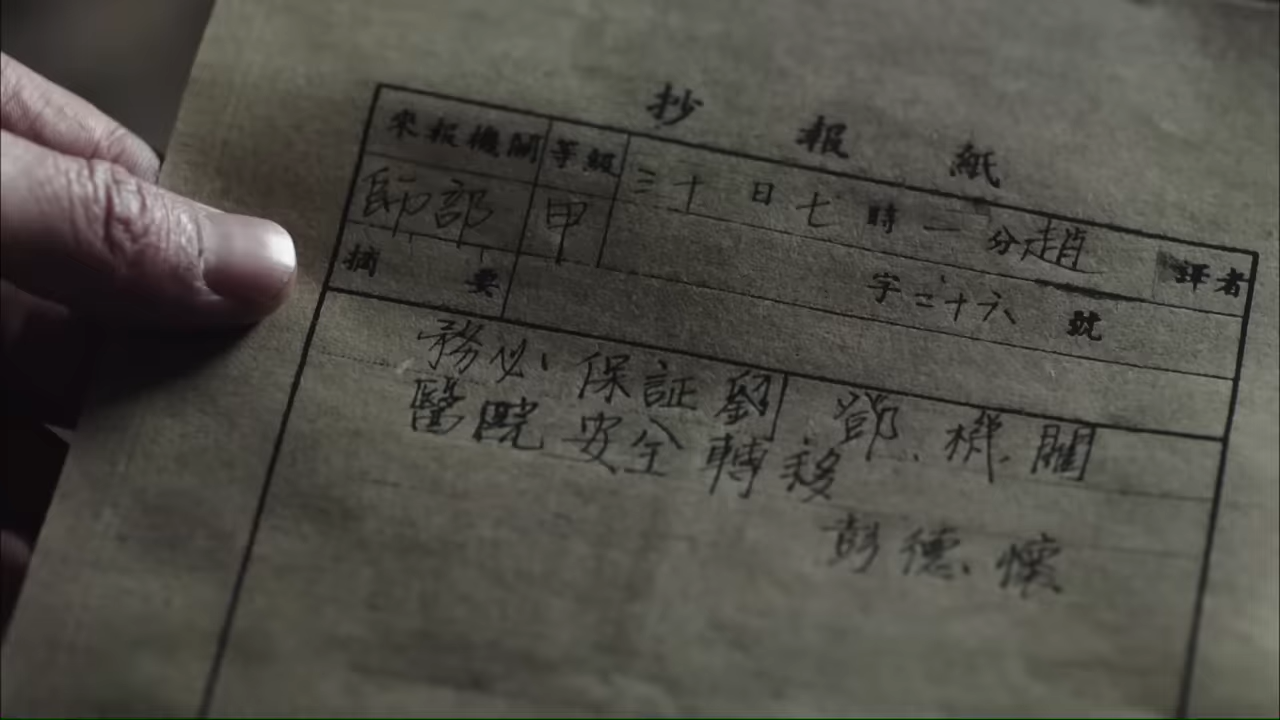 抄報紙
來報機關 等級 三十日七時一分 趙 譯者
師部 甲
字二十六號
摘要
務必保証劉鄧機關
醫院安全轉移
彭德懷